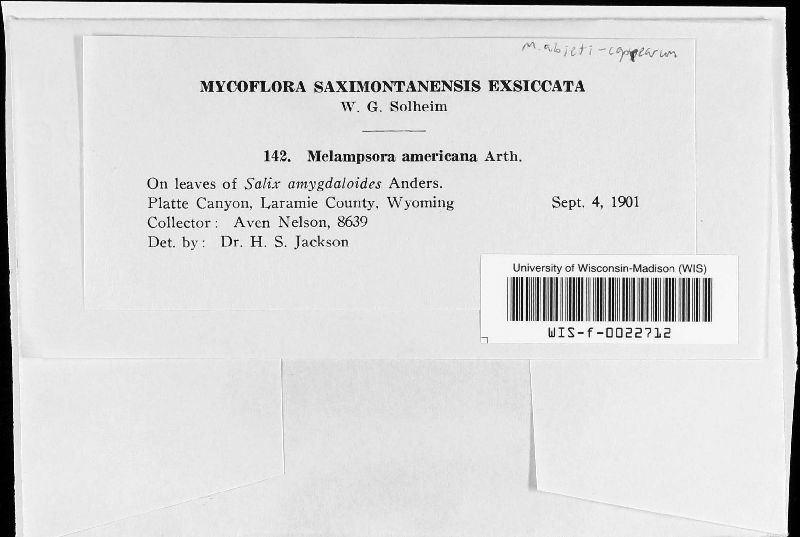 M. abieti-capraearum
MYCOFLORA SAXIMONTANENSIS EXSICCATA
W. G. Solheim
142. Melampsora americana Arth.
On leaves of Salix amygdaloides Anders.
Platte Canyon, Laramie County, Wyoming Sept. 4, 1901
Collector: Aven Nelson, 8639
Det. by: Dr. H. S. Jackson
University of Wisconsin-Madison (WIS)
WIS-f-0022712